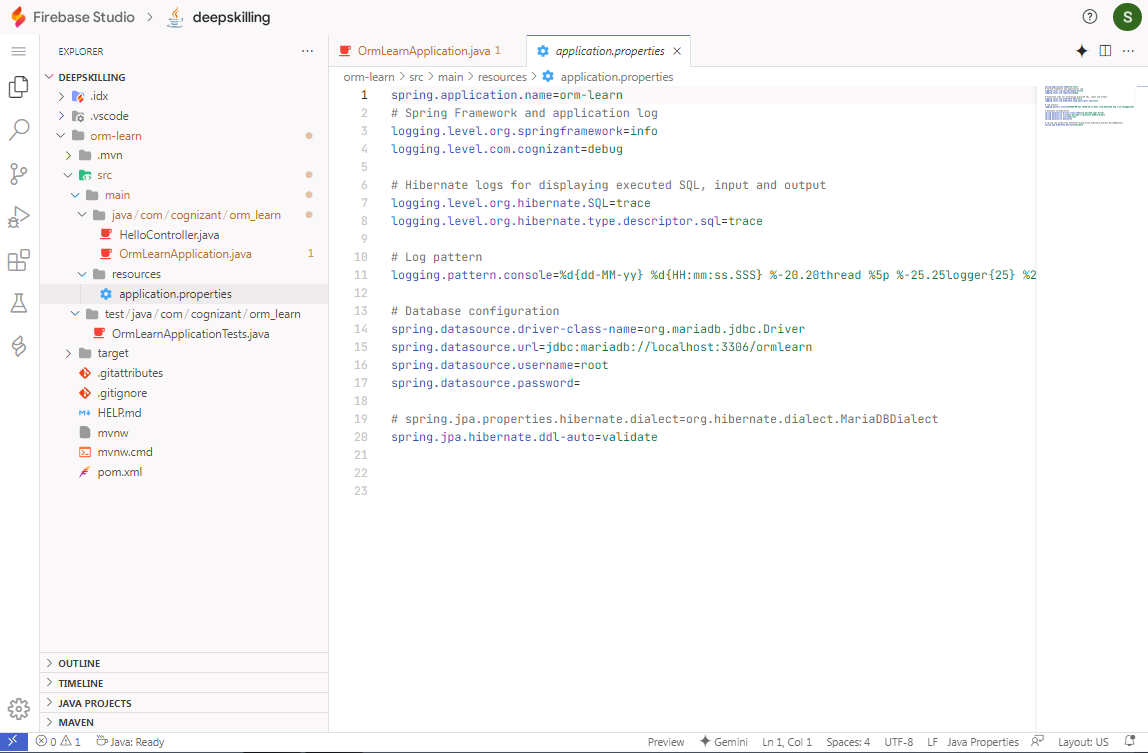 Firebase Studio > deepskilling
S
EXPLORER
DEEPSKILLING
.idx
.vscode
orm-learn
.mvn
src
main
java/com/cognizant/orm_learn
HelloController.java
OrmLearnApplication.java 1
resources
application.properties
test/java/com/cognizant/orm_learn
OrmLearnApplicationTests.java
target
.gitattributes
.gitignore
HELP.md
mvnw
mvnw.cmd
pom.xml
OUTLINE
TIMELINE
JAVA PROJECTS
MAVEN
OrmLearnApplication.java 1
application.properties
orm-learn > src > main > resources > application.properties
1 spring.application.name=orm-learn
2 # Spring Framework and application log
3 logging.level.org.springframework=info
4 logging.level.com.cognizant=debug
5
6 # Hibernate logs for displaying executed SQL, input and output
7 logging.level.org.hibernate.SQL=trace
8 logging.level.org.hibernate.type.descriptor.sql=trace
9
10 # Log pattern
11 logging.pattern.console=%d{dd-MM-yy} %d{HH:mm:ss.SSS} %-20.20thread %5p %-25.25logger{25} %2
12
13 # Database configuration
14 spring.datasource.driver-class-name=org.mariadb.jdbc.Driver
15 spring.datasource.url=jdbc:mariadb://localhost:3306/ormlearn
16 spring.datasource.username=root
17 spring.datasource.password=
18
19 # spring.jpa.properties.hibernate.dialect=org.hibernate.dialect.MariaDBDialect
20 spring.jpa.hibernate.ddl-auto=validate
21
22
23
0 1 Java: Ready Preview Gemini Ln 1, Col 1 Spaces: 4 UTF-8 LF Java Properties Layout: US